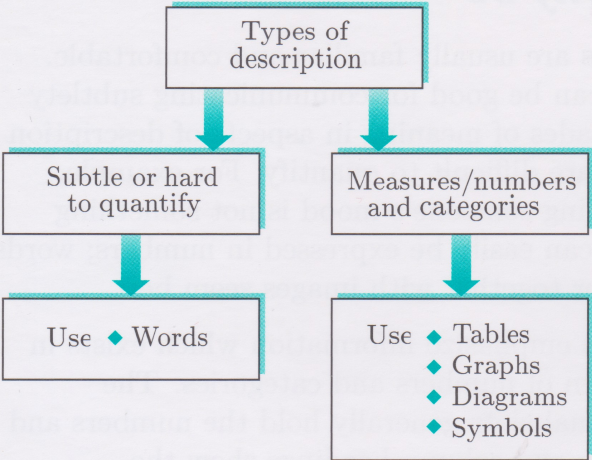 Types of
description
Subtle or hard
to quantify
Measures/numbers
and categories
Use ◆ Words
Use ◆ Tables
◆ Graphs
◆ Diagrams
◆ Symbols